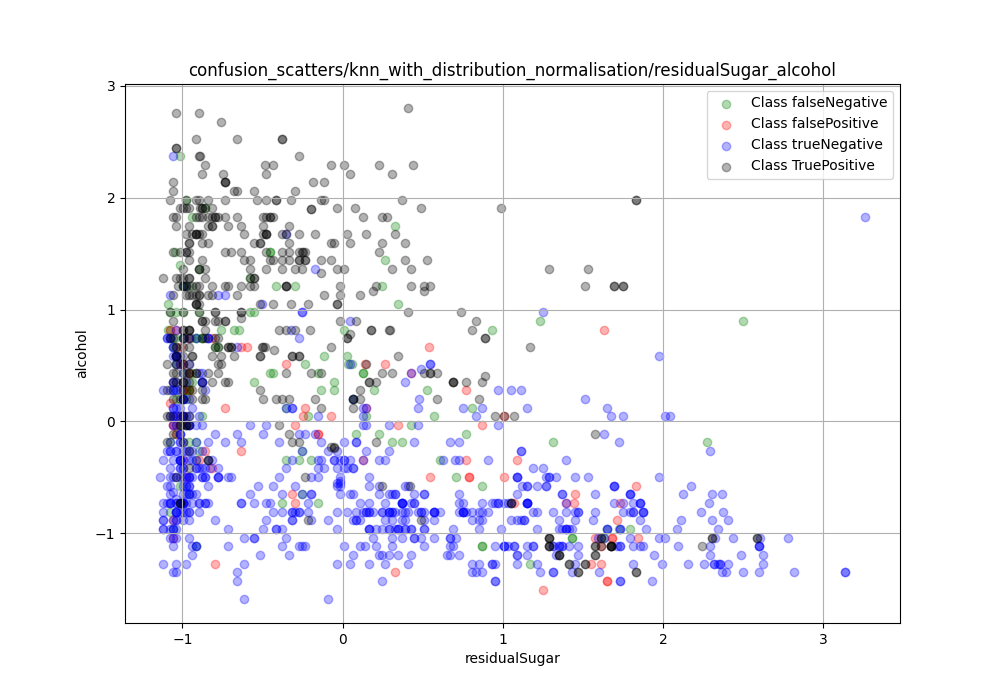 confusion_scatters/knn_with_distribution_normalisation/residualSugar_alcohol
Class falseNegative
Class falsePositive
Class trueNegative
Class TruePositive
3
2
1
0
−1
alcohol
−1 0 1 2 3
residualSugar